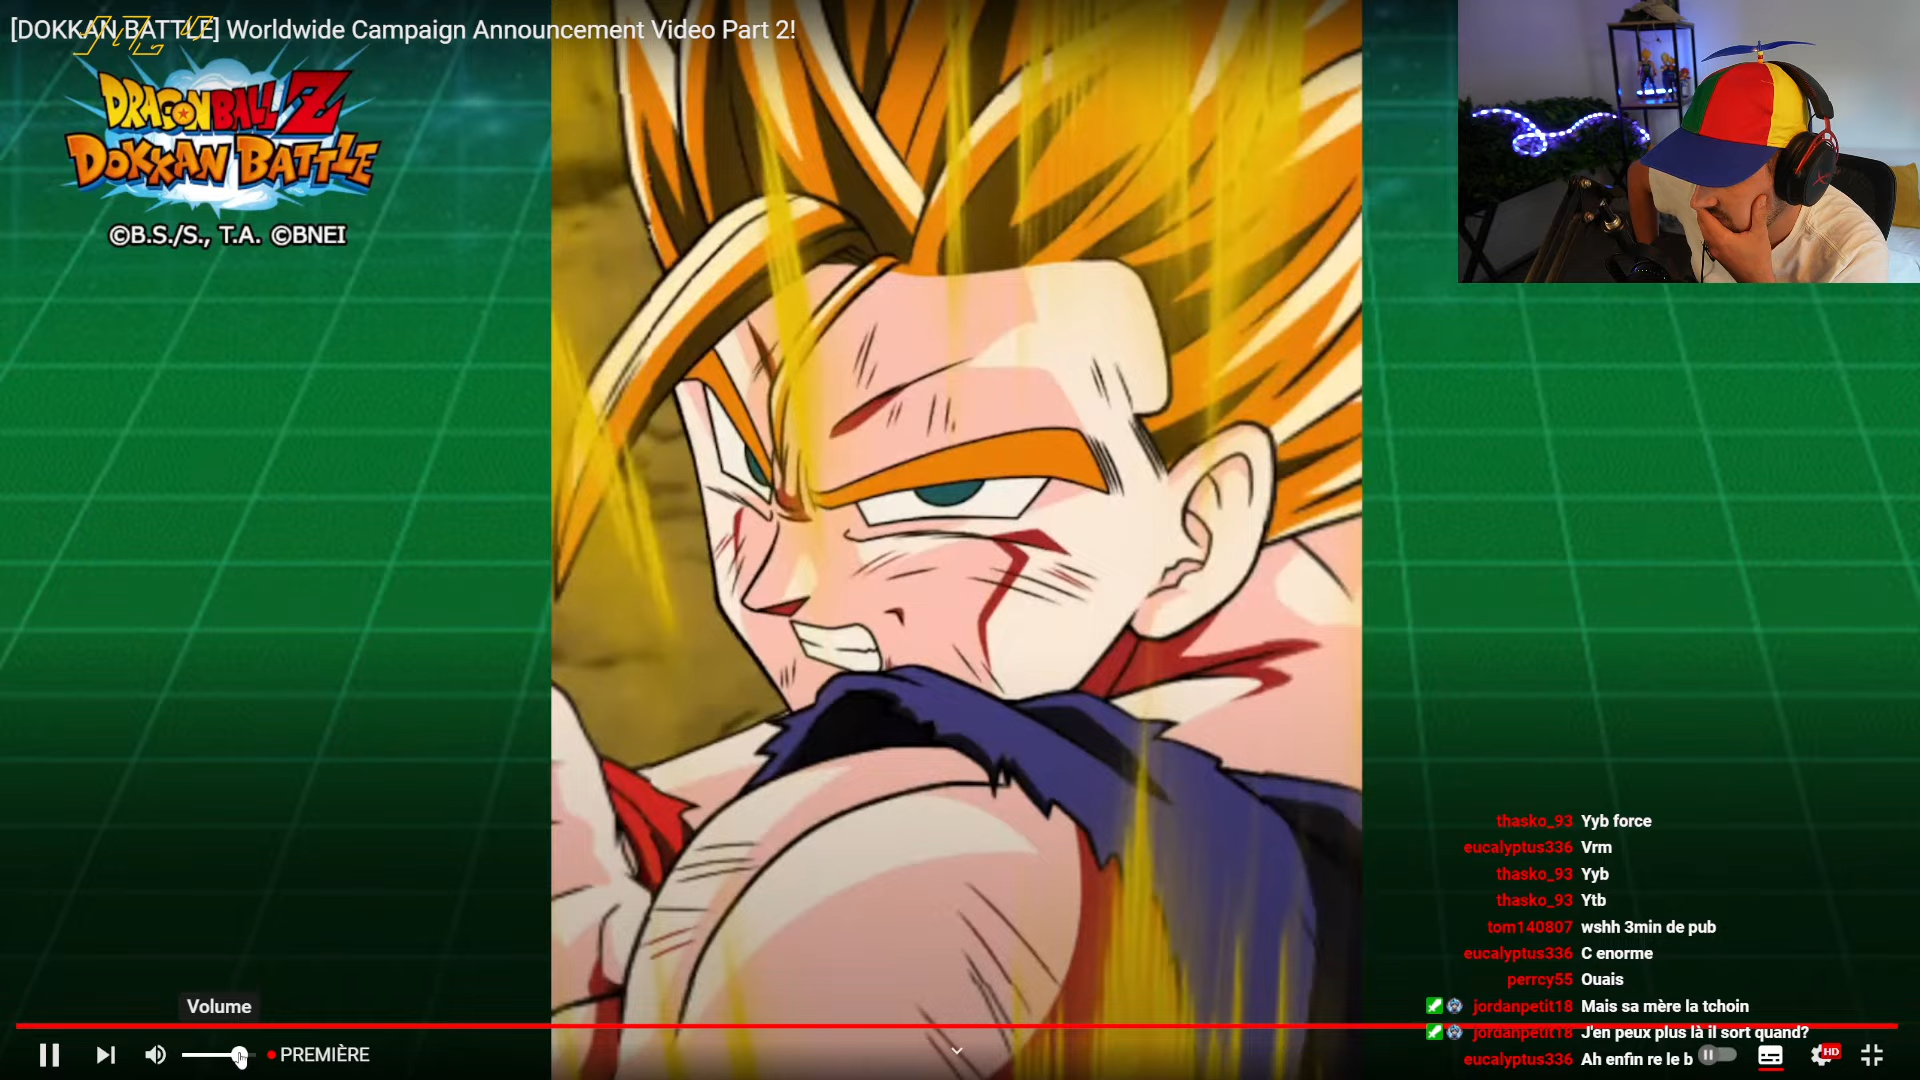 [DOKKAN BATTLE] Worldwide Campaign Announcement Video Part 2!
DRAGON BALL Z
DOKKAN BATTLE
©B.S./S., T.A. ©BNEI
thasko_93 Yyb force
eucalyptus336 Vrm
thasko_93 Yyb
thasko_93 Ytb
tom140807 wshh 3min de pub
eucalyptus336 C enorme
perrcy55 Ouais
jordanpetit18 Mais sa mère la tchoin
jordanpetit18 J'en peux plus là il sort quand?
eucalyptus336 Ah enfin re le b
Volume
PREMIÈRE
HD